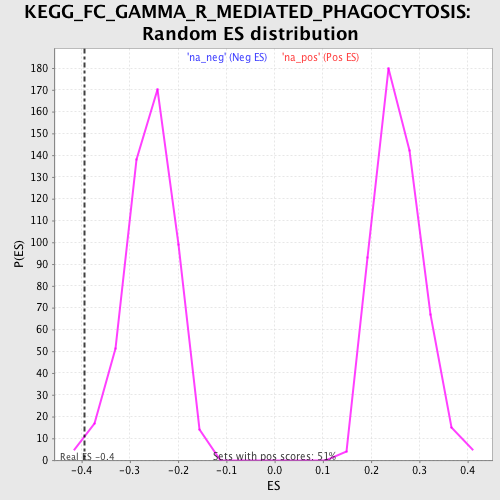 KEGG_FC_GAMMA_R_MEDIATED_PHAGOCYTOSIS:
Random ES distribution
'na_neg' (Neg ES) 'na_pos' (Pos ES)
180
170
160
150
140
130
120
110
100
90
80
70
60
50
40
30
20
10
0
P(ES)
Real ES -0.4
Sets with pos scores: 51%
-0.4 -0.3 -0.2 -0.1 0.0 0.1 0.2 0.3 0.4
ES